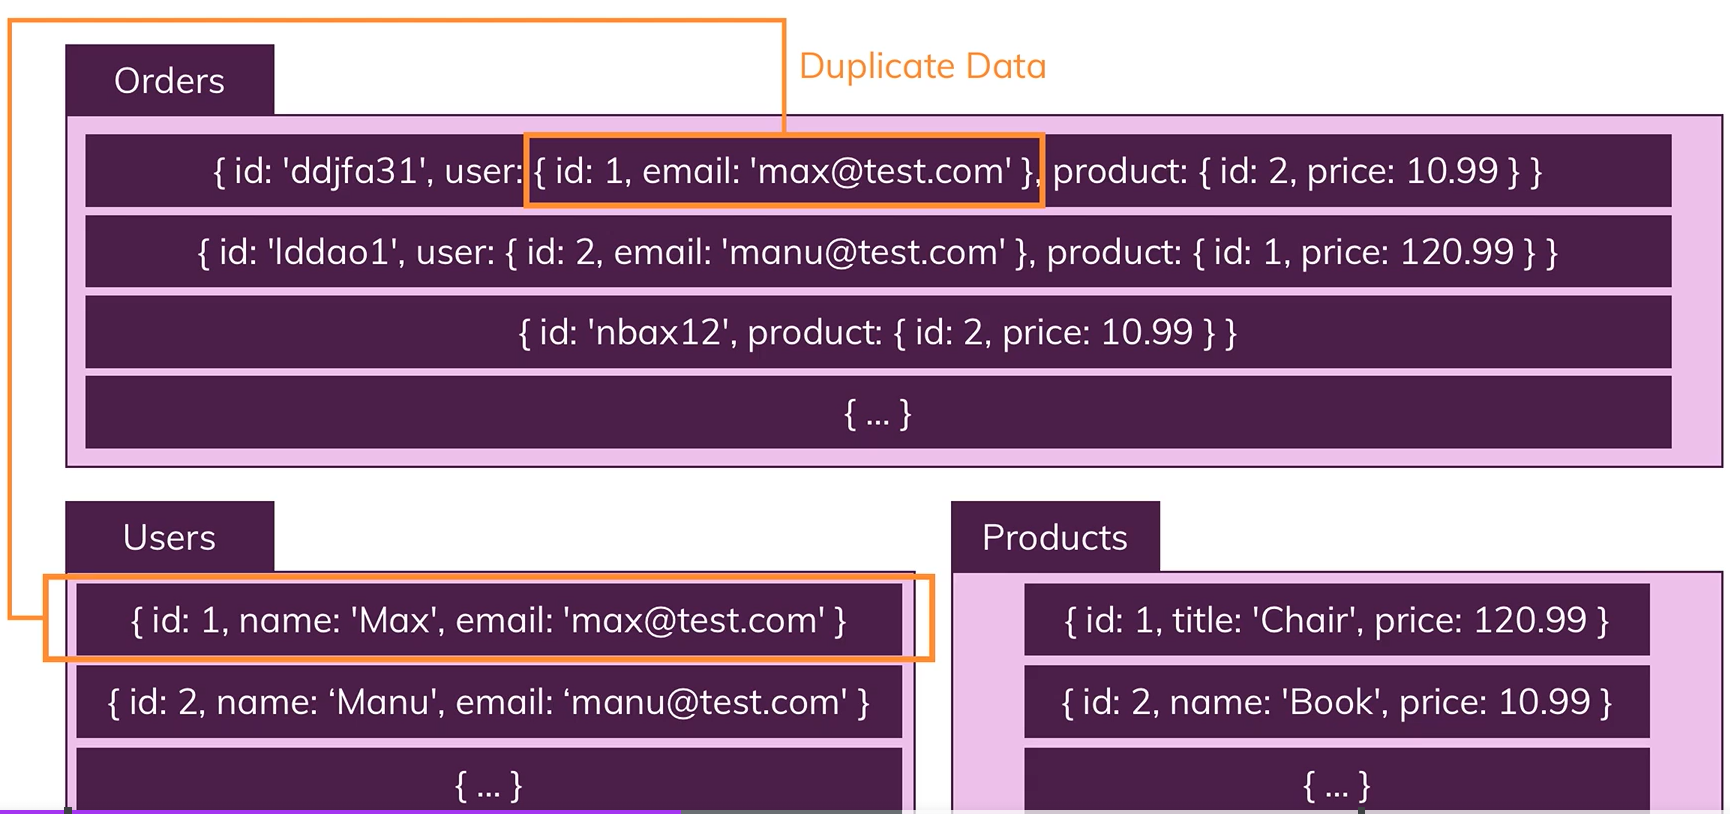 Duplicate Data
Orders
{ id: 'ddjfa31', user: { id: 1, email: 'max@test.com' }, product: { id: 2, price: 10.99 } }
{ id: 'lddao1', user: { id: 2, email: 'manu@test.com' }, product: { id: 1, price: 120.99 } }
{ id: 'nbax12', product: { id: 2, price: 10.99 } }
{ ... }
Users
{ id: 1, name: 'Max', email: 'max@test.com' }
{ id: 2, name: ‘Manu', email: ‘manu@test.com' }
{ ... }
Products
{ id: 1, title: 'Chair', price: 120.99 }
{ id: 2, name: 'Book', price: 10.99 }
{ ... }